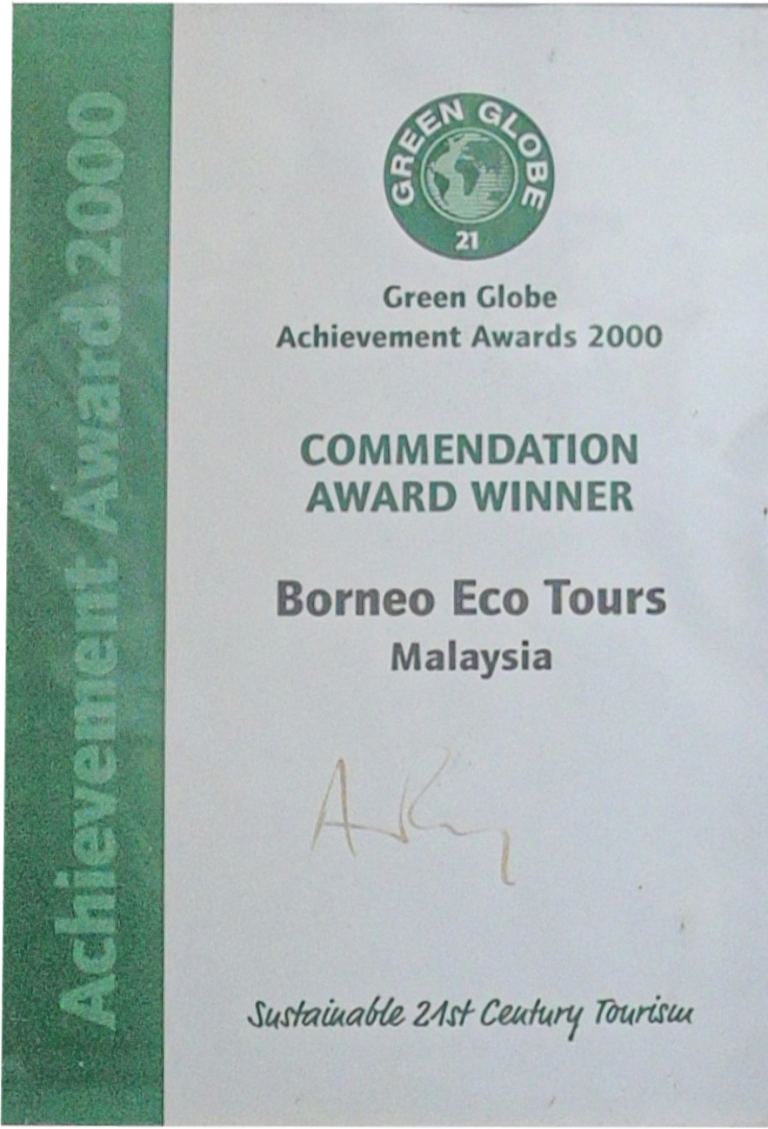 Achievement Award 2000
GREEN GLOBE
21
Green Globe
Achievement Awards 2000
COMMENDATION
AWARD WINNER
Borneo Eco Tours
Malaysia
Sustainable 21st Century Tourism